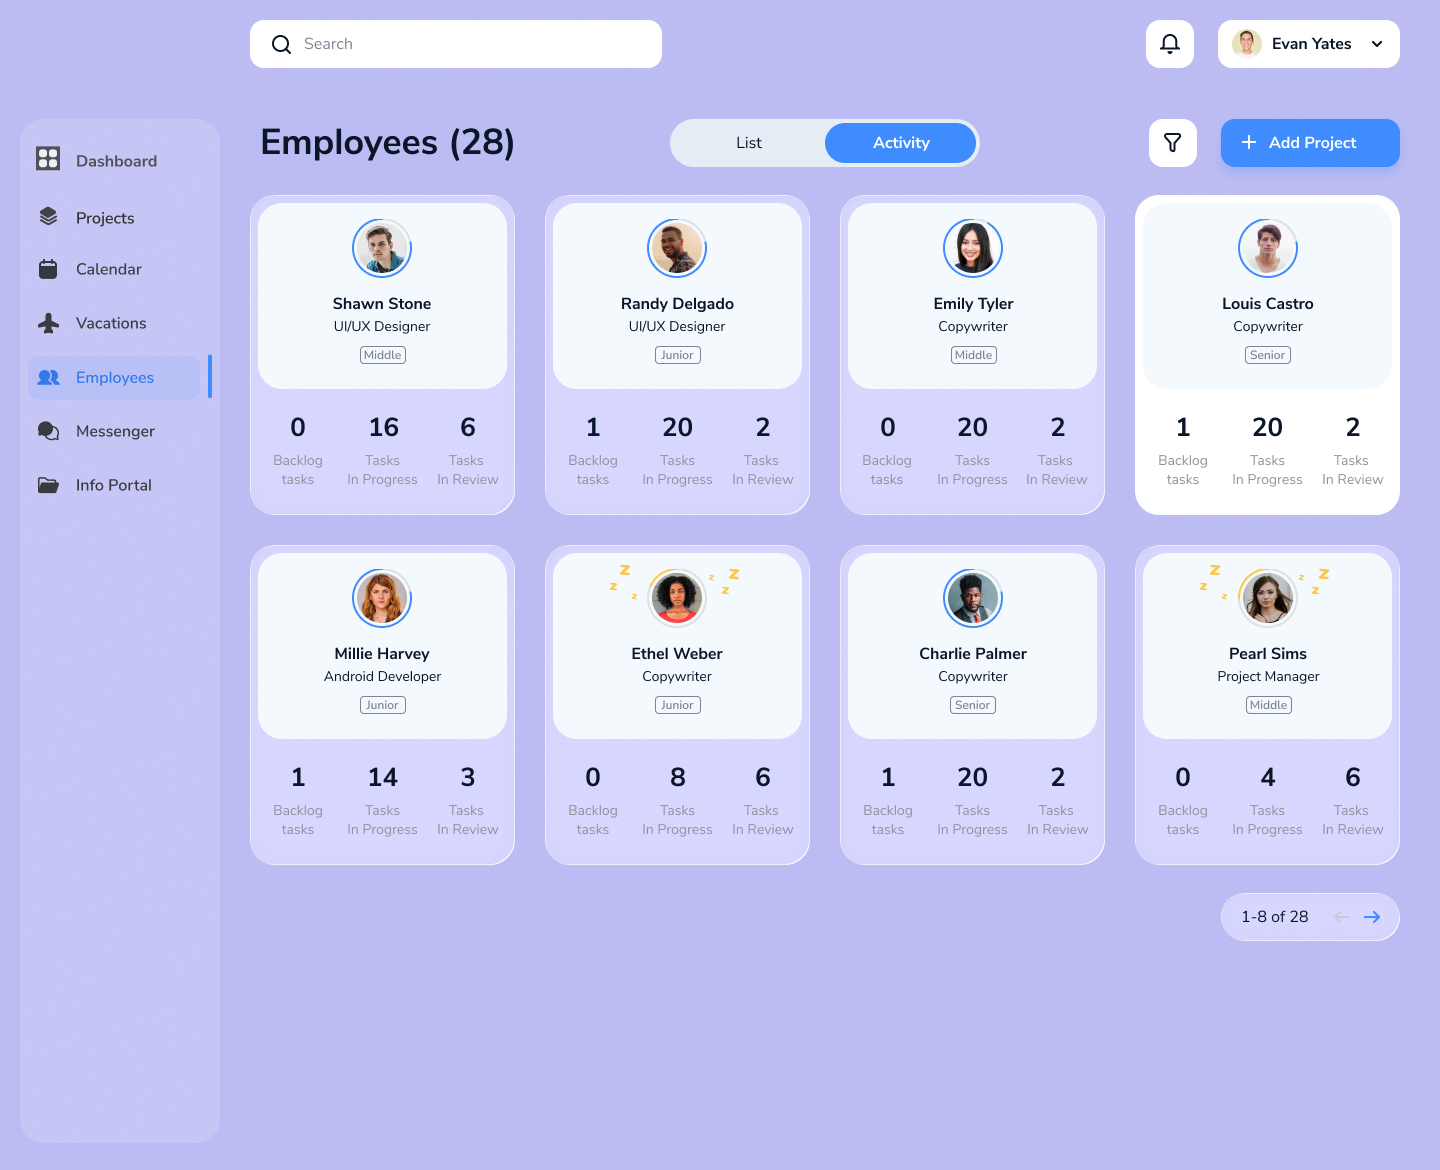 Search
Evan Yates
Dashboard
Projects
Calendar
Vacations
Employees
Messenger
Info Portal
Employees (28)
List
Activity
Add Project
Shawn Stone
UI/UX Designer
Middle
0 16 6
Backlog Tasks Tasks
tasks In Progress In Review
Randy Delgado
UI/UX Designer
Junior
1 20 2
Backlog Tasks Tasks
tasks In Progress In Review
Emily Tyler
Copywriter
Middle
0 20 2
Backlog Tasks Tasks
tasks In Progress In Review
Louis Castro
Copywriter
Senior
1 20 2
Backlog Tasks Tasks
tasks In Progress In Review
Millie Harvey
Android Developer
Junior
1 14 3
Backlog Tasks Tasks
tasks In Progress In Review
z z z z z z
Ethel Weber
Copywriter
Junior
0 8 6
Backlog Tasks Tasks
tasks In Progress In Review
Charlie Palmer
Copywriter
Senior
1 20 2
Backlog Tasks Tasks
tasks In Progress In Review
z z z z z z
Pearl Sims
Project Manager
Middle
0 4 6
Backlog Tasks Tasks
tasks In Progress In Review
1-8 of 28